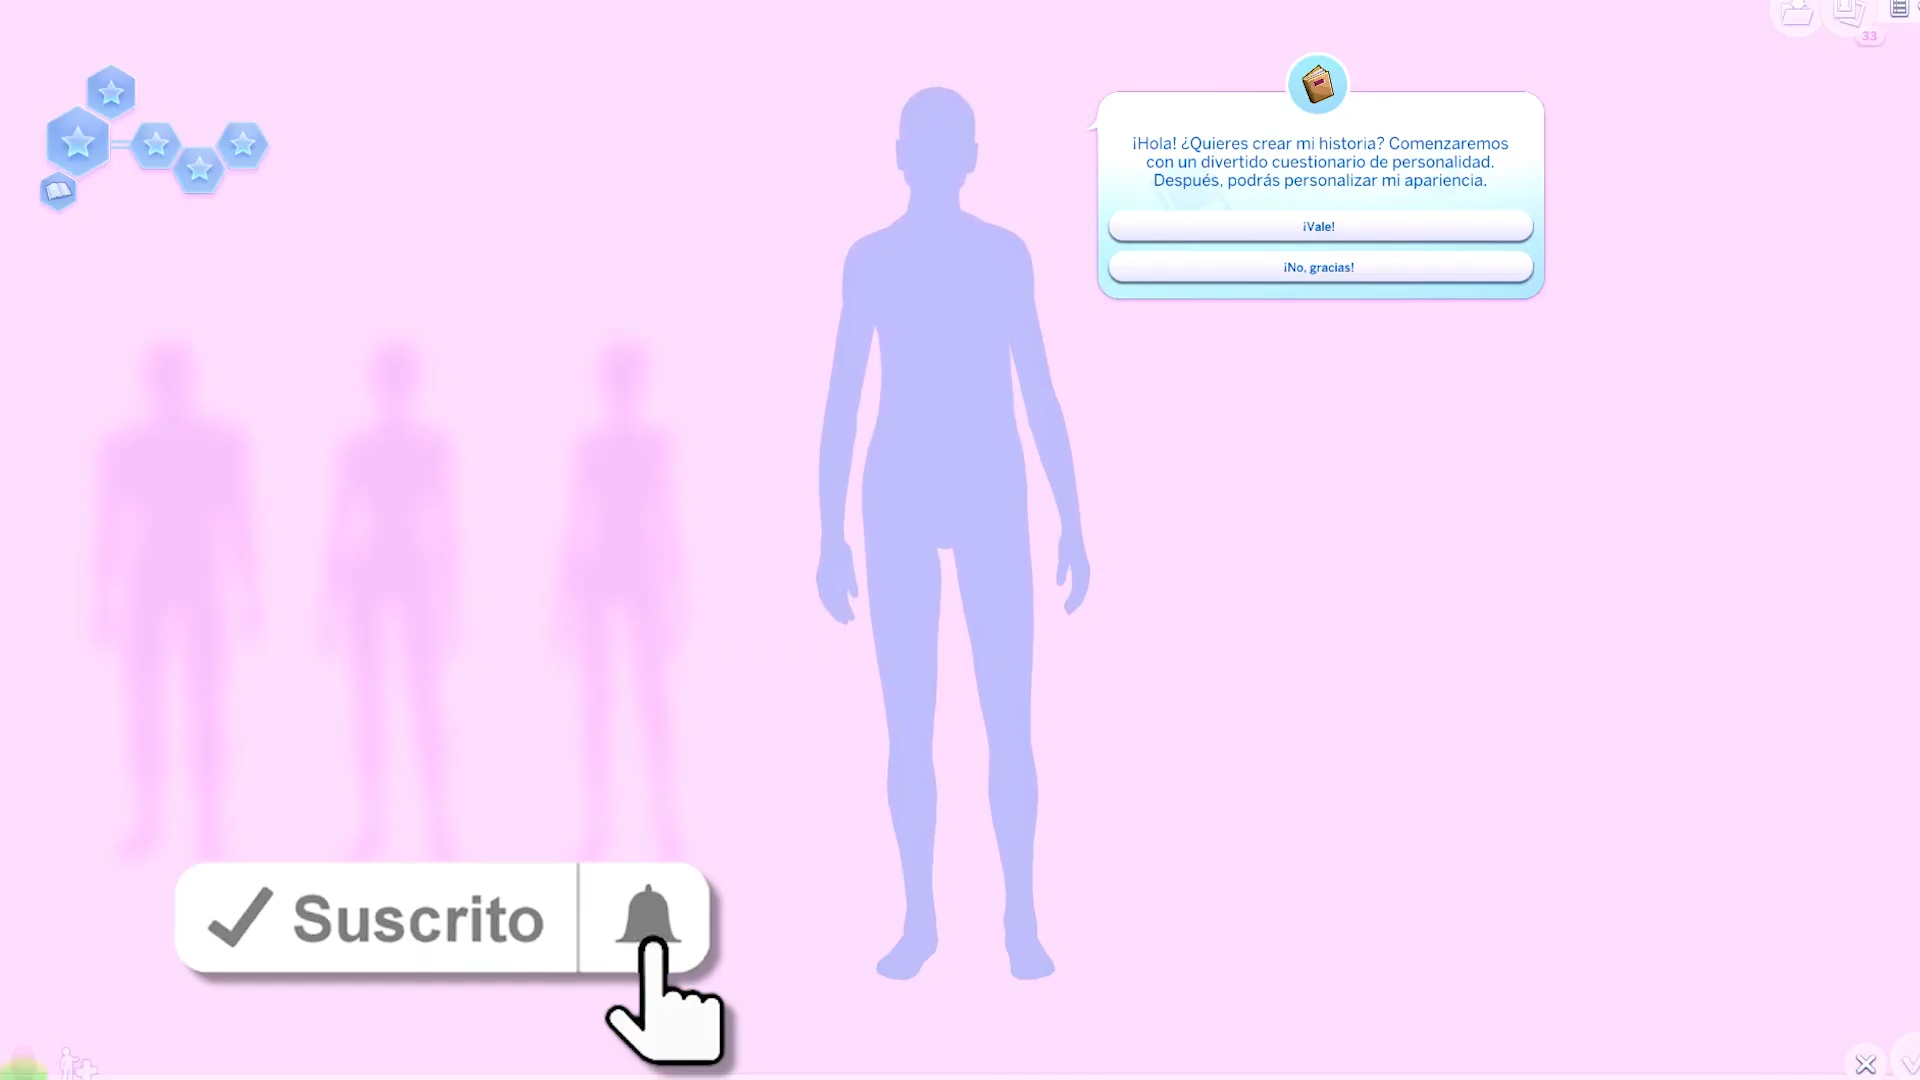 33
¡Hola! ¿Quieres crear mi historia? Comenzaremos
con un divertido cuestionario de personalidad.
Después, podrás personalizar mi apariencia.
¡Vale!
¡No, gracias!
Suscrito